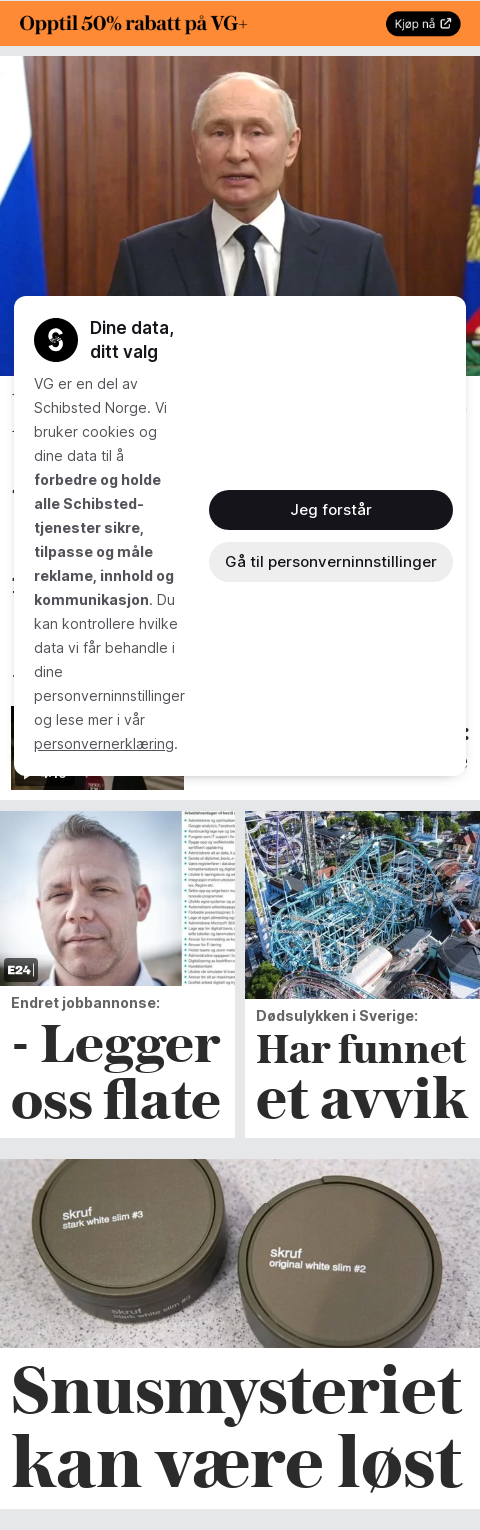 Opptil 50% rabatt på VG+
Kjøp nå
Dine data,
ditt valg
VG er en del av
Schibsted Norge. Vi
bruker cookies og
dine data til å
forbedre og holde
alle Schibsted-
tjenester sikre,
tilpasse og måle
reklame, innhold og
kommunikasjon. Du
kan kontrollere hvilke
data vi får behandle i
dine
personverninnstillinger
og lese mer i vår
personvernerklæring.
Jeg forstår
Gå til personverninnstillinger
E24
Endret jobbannonse:
- Legger
oss flate
Dødsulykken i Sverige:
Har funnet
et avvik
skruf
stark white slim #3
skruf
stark white slim #3
skruf
original white slim #2
Snusmysteriet
kan være løst